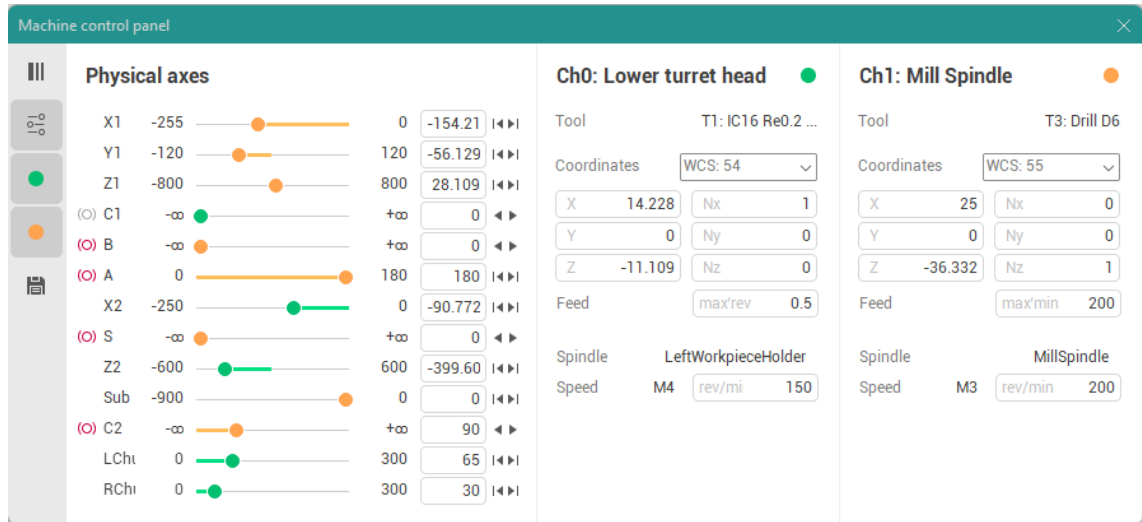 Machine control panel
Physical axes
X1 -255 0 -154.21
Y1 -120 120 -56.129
Z1 -800 800 28.109
(O) C1 -∞ +∞ 0
(O) B -∞ +∞ 0
(O) A 0 180 180
X2 -250 0 -90.772
(O) S -∞ +∞ 0
Z2 -600 600 -399.60
Sub -900 0 0
(O) C2 -∞ +∞ 90
LChu 0 300 65
RChu 0 300 30
Ch0: Lower turret head
Tool T1: IC16 Re0.2 ...
Coordinates WCS: 54
X 14.228 Nx 1
Y 0 Ny 0
Z -11.109 Nz 0
Feed max'rev 0.5
Spindle LeftWorkpieceHolder
Speed M4 rev/mi 150
Ch1: Mill Spindle
Tool T3: Drill D6
Coordinates WCS: 55
X 25 Nx 0
Y 0 Ny 0
Z -36.332 Nz 1
Feed max'min 200
Spindle MillSpindle
Speed M3 rev/min 200